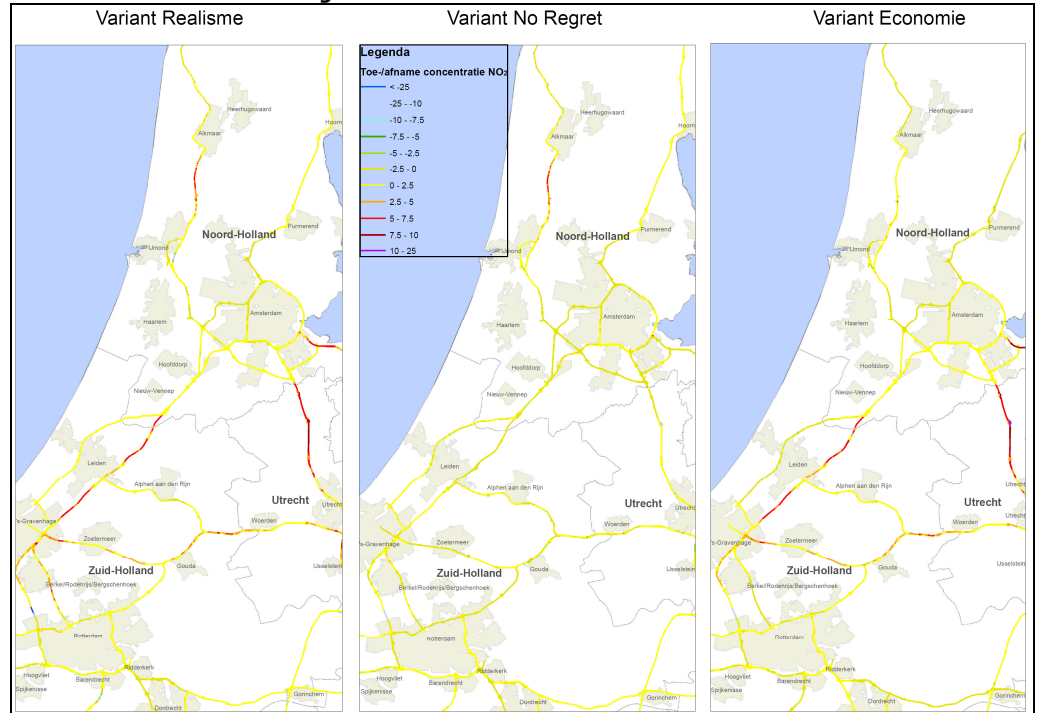 Variant Realisme
Variant No Regret
Variant Economie
Heerhugowaard
Alkmaar
Hoorn
Noord-Holland
Purmerend
IJmond
Haarlem
Amsterdam
Hoofddorp
Nieuw-Vennep
Leiden
Alphen aan den Rijn
Utrecht
Utrecht
's-Gravenhage
Zoetermeer
Woerden
Gouda
IJsselstein
Zuid-Holland
Berkel/Rodenrijs/Bergschenhoek
Rotterdam
Ridderkerk
Hoogvliet
Barendrecht
Spijkenisse
Dordrecht
Gorinchem
Legenda
Toe-/afname concentratie NO2
< -25
-25 - -10
-10 - -7.5
-7.5 - -5
-5 - -2.5
-2.5 - 0
0 - 2.5
2.5 - 5
5 - 7.5
7.5 - 10
10 - 25
Heerhugowaard
Alkmaar
Hoorn
Noord-Holland
Purmerend
IJmond
Haarlem
Amsterdam
Hoofddorp
Nieuw-Vennep
Leiden
Alphen aan den Rijn
Utrecht
Utrecht
's-Gravenhage
Zoetermeer
Woerden
Gouda
IJsselstein
Zuid-Holland
Berkel/Rodenrijs/Bergschenhoek
Rotterdam
Ridderkerk
Hoogvliet
Barendrecht
Spijkenisse
Dordrecht
Gorinchem
Heerhugowaard
Alkmaar
Noord-Holland
Purmerend
IJmond
Haarlem
Amsterdam
Hoofddorp
Nieuw-Vennep
Leiden
Alphen aan den Rijn
Utrecht
Utrecht
Utrecht
's-Gravenhage
Zoetermeer
Woerden
Gouda
IJsselstein
Zuid-Holland
Berkel/Rodenrijs/Bergschenhoek
Rotterdam
Ridderkerk
Hoogvliet
Barendrecht
Spijkenisse
Dordrecht
Gorinchem